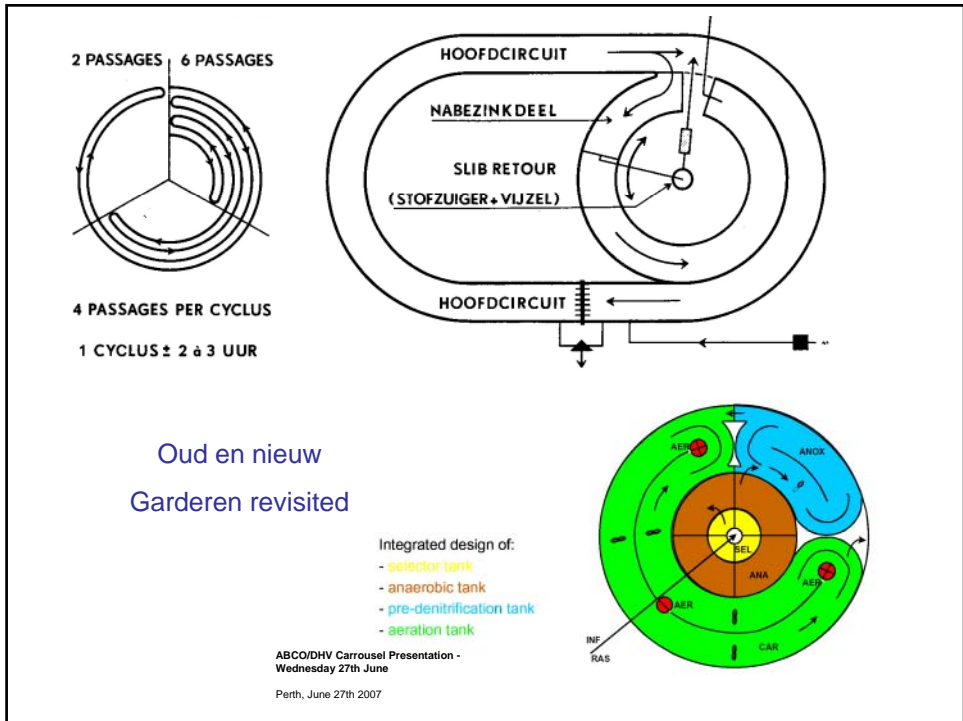 2 PASSAGES 6 PASSAGES
4 PASSAGES PER CYCLUS
1 CYCLUS ± 2 à 3 UUR
HOOFDCIRCUIT
NABEZINKDEEL
SLIB RETOUR
(STOFZUIGER + VIJZEL)
HOOFDCIRCUIT
Oud en nieuw
Garderen revisited
Integrated design of:
- selector tank
- anaerobic tank
- pre-denitrification tank
- aeration tank
AER
ANOX
SEL
ANA
AER
AER
CAR
INF
RAS
ABCO/DHV Carrousel Presentation -
Wednesday 27th June
Perth, June 27th 2007